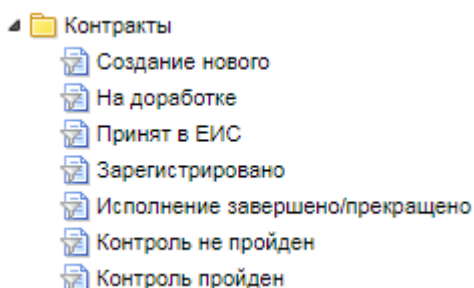 Контракты
Создание нового
На доработке
Принят в ЕИС
Зарегистрировано
Исполнение завершено/прекращено
Контроль не пройден
Контроль пройден